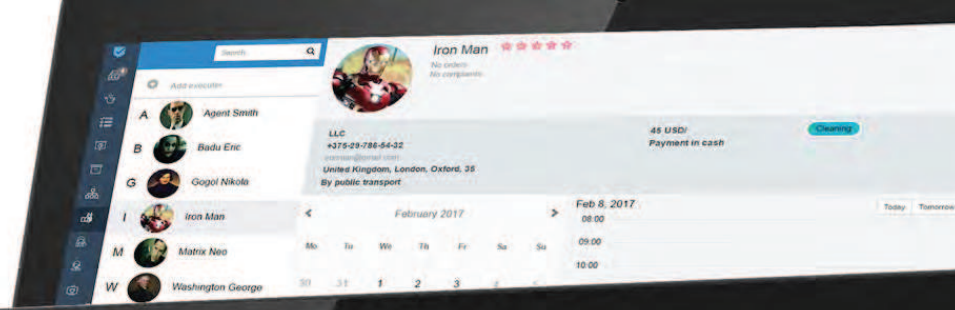 Search
Add executer
A Agent Smith
B Badu Eric
G Gogol Nikola
I Iron Man
M Matrix Neo
W Washington George
Iron Man
No orders
No complaints
LLC
+375-29-786-54-32
United Kingdom, London, Oxford, 35
By public transport
45 USD/
Payment in cash
Cleaning
February 2017
Mo Tu We Th Fr Sa Su
30 31 1 2 3 4 5
Feb 8, 2017
Today Tomorrow
08:00
09:00
10:00